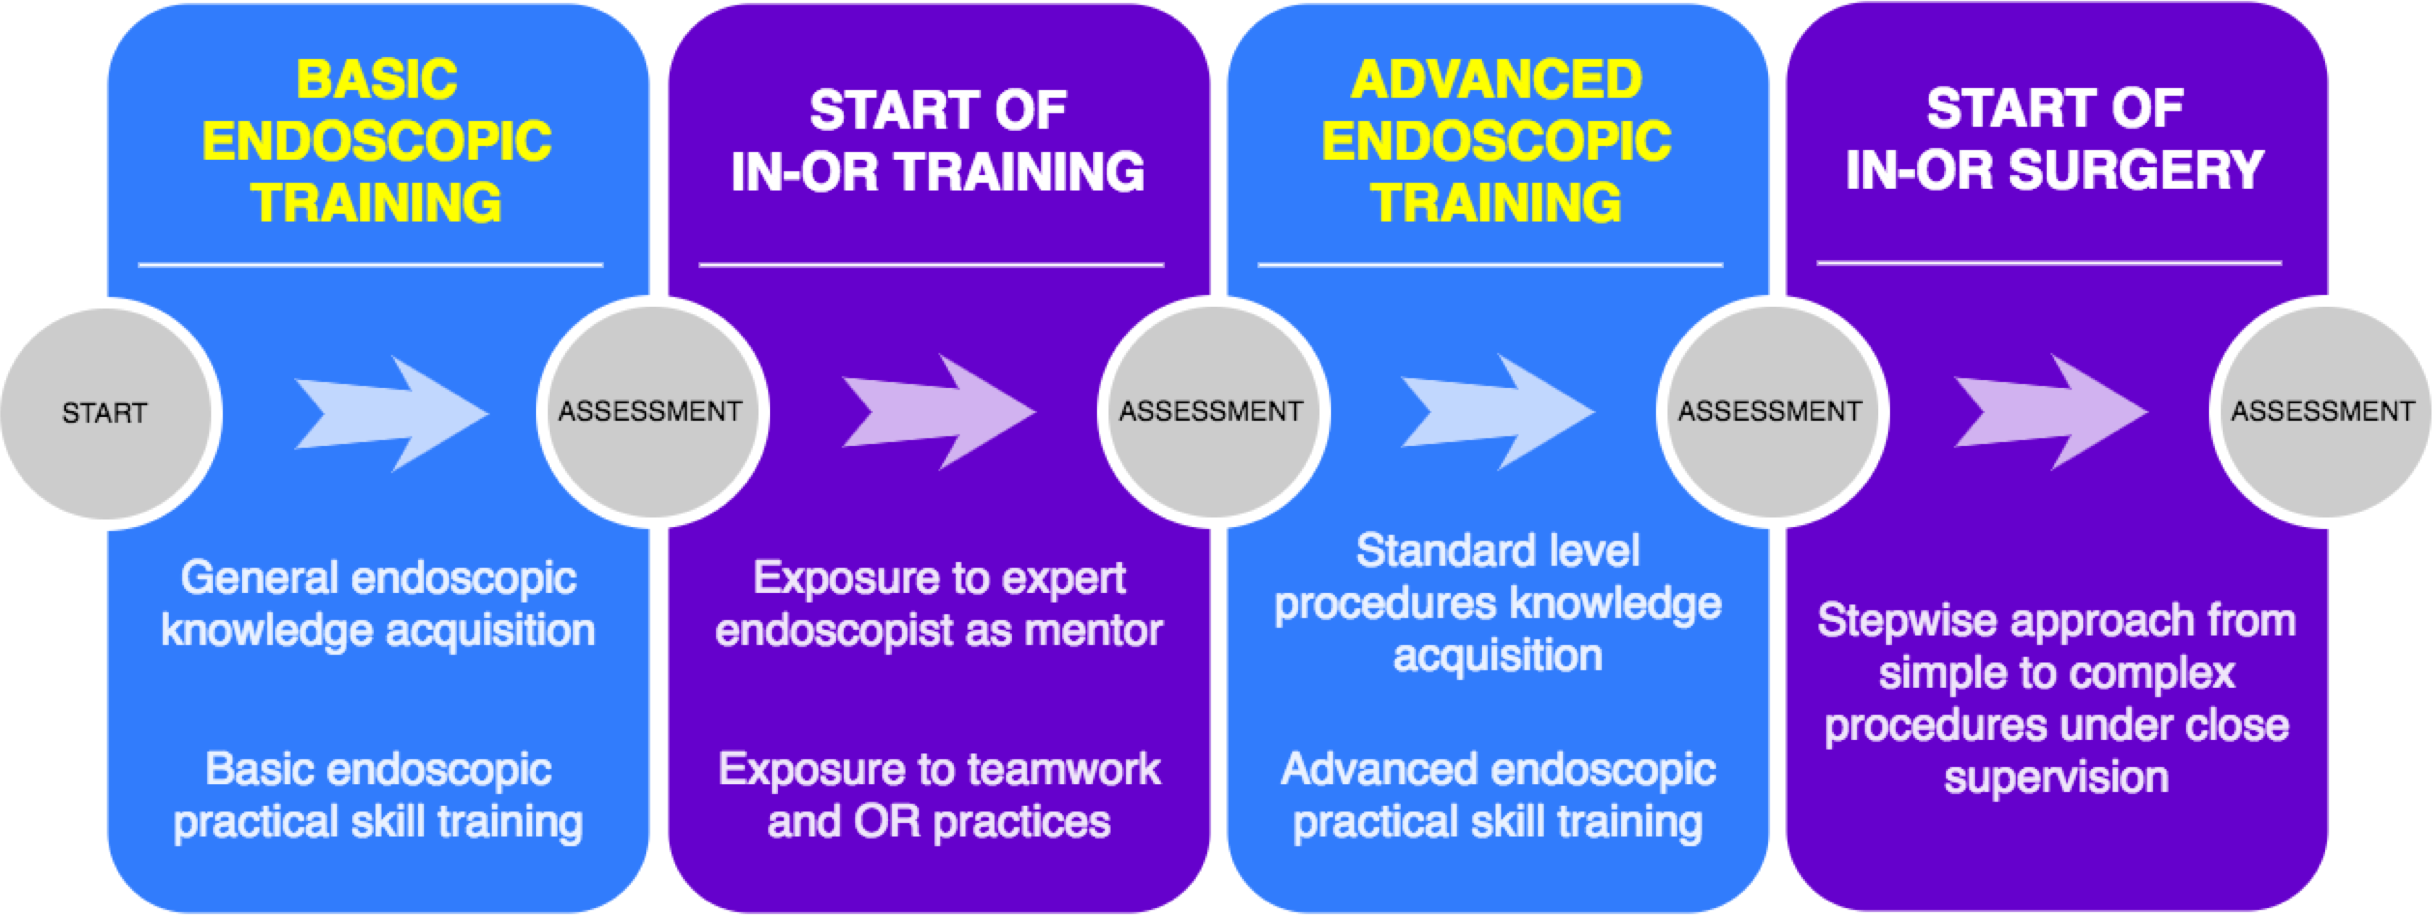 BASIC
ENDOSCOPIC
TRAINING
START
General endoscopic
knowledge acquisition
Basic endoscopic
practical skill training
ASSESSMENT
START OF
IN-OR TRAINING
Exposure to expert
endoscopist as mentor
Exposure to teamwork
and OR practices
ASSESSMENT
ADVANCED
ENDOSCOPIC
TRAINING
Standard level
procedures knowledge
acquisition
Advanced endoscopic
practical skill training
ASSESSMENT
START OF
IN-OR SURGERY
Stepwise approach from
simple to complex
procedures under close
supervision
ASSESSMENT